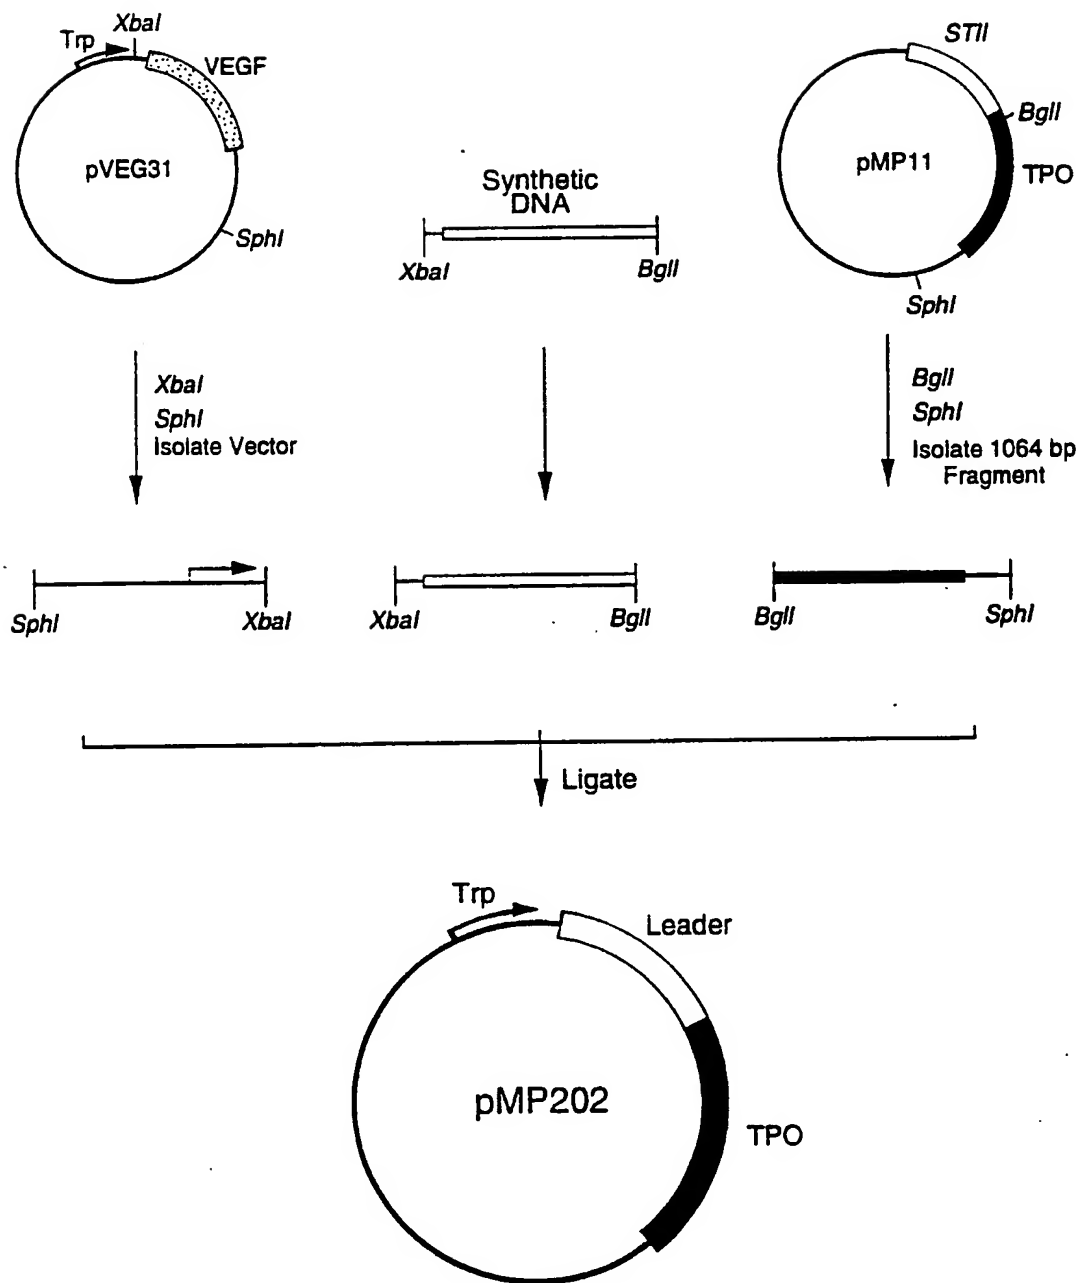 XbaI
Trp
VEGF
pVEG31
SphI
Synthetic
DNA
XbaI
BglI
STII
BglI
pMP11
TPO
SphI
XbaI
SphI
Isolate Vector
BglI
SphI
Isolate 1064 bp
Fragment
SphI
XbaI
XbaI
BglI
BglI
SphI
Ligate
Trp
Leader
pMP202
TPO